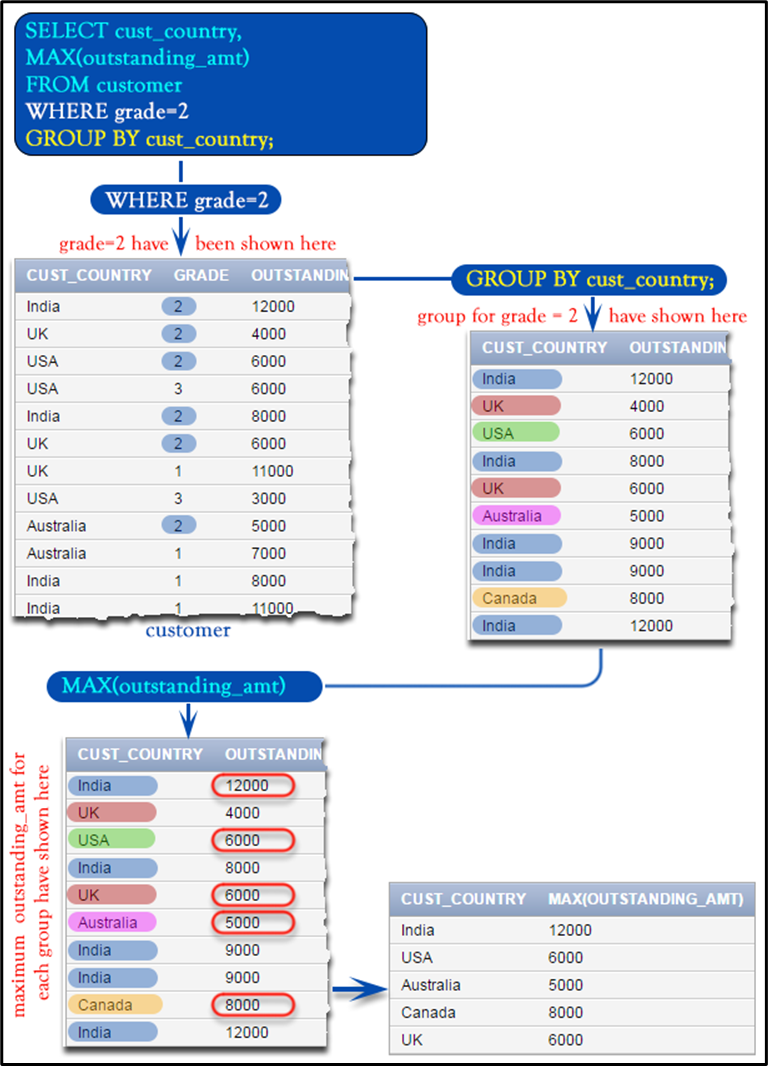 SELECT cust_country,
MAX(outstanding_amt)
FROM customer
WHERE grade=2
GROUP BY cust_country;
WHERE grade=2
grade=2 have been shown here
CUST_COUNTRY GRADE OUTSTANDIN
India 2 12000
UK 2 4000
USA 2 6000
USA 3 6000
India 2 8000
UK 2 6000
UK 1 11000
USA 3 3000
Australia 2 5000
Australia 1 7000
India 1 8000
India 1 11000
customer
GROUP BY cust_country;
group for grade = 2 have shown here
CUST_COUNTRY OUTSTANDIN
India 12000
UK 4000
USA 6000
India 8000
UK 6000
Australia 5000
India 9000
India 9000
Canada 8000
India 12000
MAX(outstanding_amt)
maximum outstanding_amt for
each group have shown here
CUST_COUNTRY OUTSTANDIN
India 12000
UK 4000
USA 6000
India 8000
UK 6000
Australia 5000
India 9000
India 9000
Canada 8000
India 12000
CUST_COUNTRY MAX(OUTSTANDING_AMT)
India 12000
USA 6000
Australia 5000
Canada 8000
UK 6000